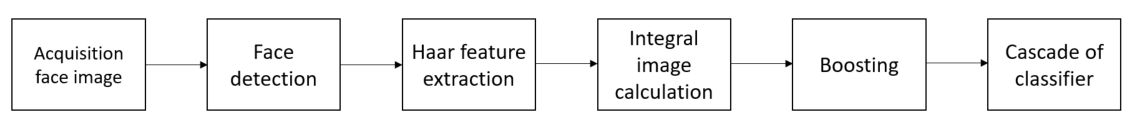 Acquisition
face image
Face
detection
Haar feature
extraction
Integral
image
calculation
Boosting
Cascade of
classifier